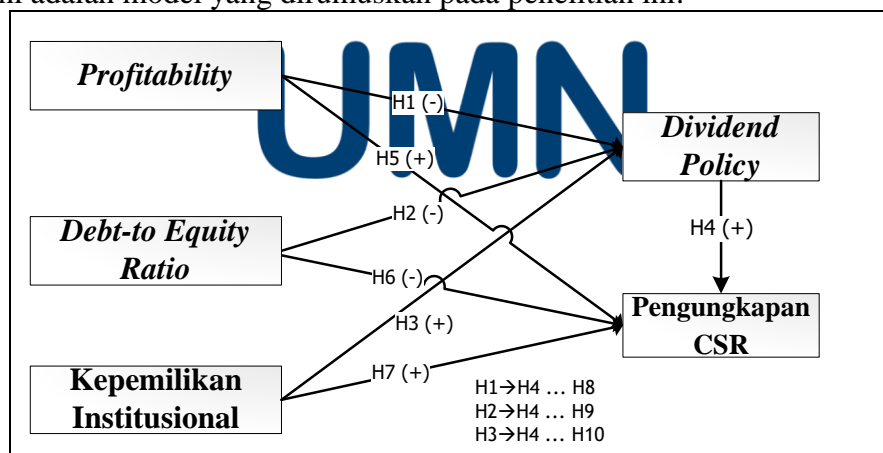 UMN
Profitability
H1 (-)
Dividend
Policy
H5 (+)
H2 (-)
H4 (+)
Debt-to Equity
Ratio
H6 (-)
Pengungkapan
CSR
H3 (+)
Kepemilikan
Institusional
H7 (+)
H1→H4 ... H8
H2→H4 ... H9
H3→H4 ... H10